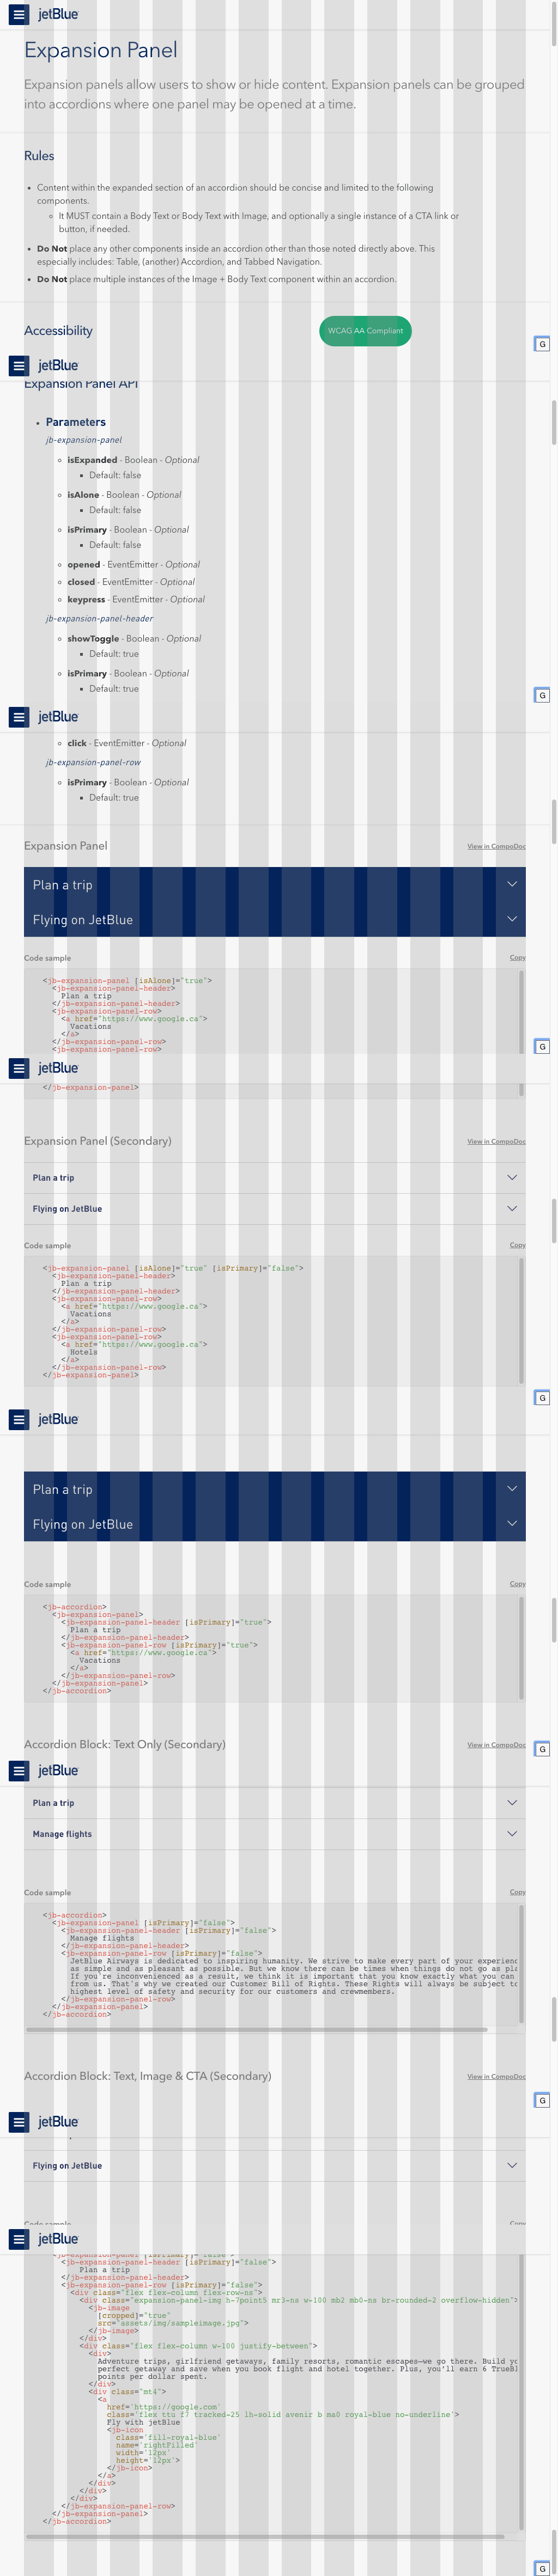 jetBlue
Expansion Panel
Expansion panels allow users to show or hide content. Expansion panels can be grouped
into accordions where one panel may be opened at a time.
Rules
• Content within the expanded section of an accordion should be concise and limited to the following
components.
It MUST contain a Body Text or Body Text with Image, and optionally a single instance of a CTA link or
button, if needed.
• Do Not place any other components inside an accordion other than those noted directly above. This
especially includes: Table, (another) Accordion, and Tabbed Navigation.
• Do Not place multiple instances of the Image + Body Text component within an accordion.
Accessibility
WCAG AA Compliant
G
jetBlue
Expansion Panel API
• Parameters
jb-expansion-panel
isExpanded - Boolean - Optional
Default: false
isAlone - Boolean - Optional
Default: false
isPrimary - Boolean - Optional
Default: false
opened - EventEmitter - Optional
closed - EventEmitter - Optional
keypress - EventEmitter - Optional
jb-expansion-panel-header
showToggle - Boolean - Optional
Default: true
isPrimary - Boolean - Optional
Default: true
G
jetBlue
click - EventEmitter - Optional
jb-expansion-panel-row
isPrimary - Boolean - Optional
Default: true
Expansion Panel View in CompoDoc
Plan a trip
Flying on JetBlue
Code sample Copy
<jb-expansion-panel [isAlone]="true">
<jb-expansion-panel-header>
Plan a trip
</jb-expansion-panel-header>
<jb-expansion-panel-row>
<a href="https://www.google.ca">
Vacations
</a>
</jb-expansion-panel-row>
<jb-expansion-panel-row>
G
jetBlue
</jb-expansion-panel>
Expansion Panel (Secondary) View in CompoDoc
Plan a trip
Flying on JetBlue
Code sample Copy
<jb-expansion-panel [isAlone]="true" [isPrimary]="false">
<jb-expansion-panel-header>
Plan a trip
</jb-expansion-panel-header>
<jb-expansion-panel-row>
<a href="https://www.google.ca">
Vacations
</a>
</jb-expansion-panel-row>
<jb-expansion-panel-row>
<a href="https://www.google.ca">
Hotels
</a>
</jb-expansion-panel-row>
</jb-expansion-panel>
G
jetBlue
Plan a trip
Flying on JetBlue
Code sample Copy
<jb-accordion>
<jb-expansion-panel>
<jb-expansion-panel-header [isPrimary]="true">
Plan a trip
</jb-expansion-panel-header>
<jb-expansion-panel-row [isPrimary]="true">
<a href="https://www.google.ca">
Vacations
</a>
</jb-expansion-panel-row>
</jb-expansion-panel>
</jb-accordion>
Accordion Block: Text Only (Secondary) View in CompoDoc
G
jetBlue
Plan a trip
Manage flights
Code sample Copy
<jb-accordion>
<jb-expansion-panel [isPrimary]="false">
<jb-expansion-panel-header [isPrimary]="false">
Manage flights
</jb-expansion-panel-header>
<jb-expansion-panel-row [isPrimary]="false">
JetBlue Airways is dedicated to inspiring humanity. We strive to make every part of your experienc
as simple and as pleasant as possible. But we know there can be times when things do not go as pla
If you're inconvenienced as a result, we think it is important that you know exactly what you can
from us. That's why we created our Customer Bill of Rights. These Rights will always be subject to
highest level of safety and security for our customers and crewmembers.
</jb-expansion-panel-row>
</jb-expansion-panel>
</jb-accordion>
Accordion Block: Text, Image & CTA (Secondary) View in CompoDoc
G
jetBlue
Flying on JetBlue
Code sample Copy
jetBlue
<jb-expansion-panel [isPrimary]="false">
<jb-expansion-panel-header [isPrimary]="false">
Plan a trip
</jb-expansion-panel-header>
<jb-expansion-panel-row [isPrimary]="false">
<div class="flex flex-column flex-row-ns">
<div class="expansion-panel-img h-7point5 mr3-ns w-100 mb2 mb0-ns br-rounded-2 overflow-hidden">
<jb-image
[cropped]="true"
src="assets/img/sampleimage.jpg">
</jb-image>
</div>
<div class="flex flex-column w-100 justify-between">
<div>
Adventure trips, girlfriend getaways, family resorts, romantic escapes—we go there. Build yo
perfect getaway and save when you book flight and hotel together. Plus, you'll earn 6 TrueBl
points per dollar spent.
</div>
<div class="mt4">
<a
href='https://google.com'
class='flex ttu f7 tracked-25 lh-solid avenir b ma0 royal-blue no-underline'>
Fly with jetBlue
<jb-icon
class='fill-royal-blue'
name='rightFilled'
width='12px'
height='12px'>
</jb-icon>
</a>
</div>
</div>
</div>
</jb-expansion-panel-row>
</jb-expansion-panel>
</jb-accordion>
G